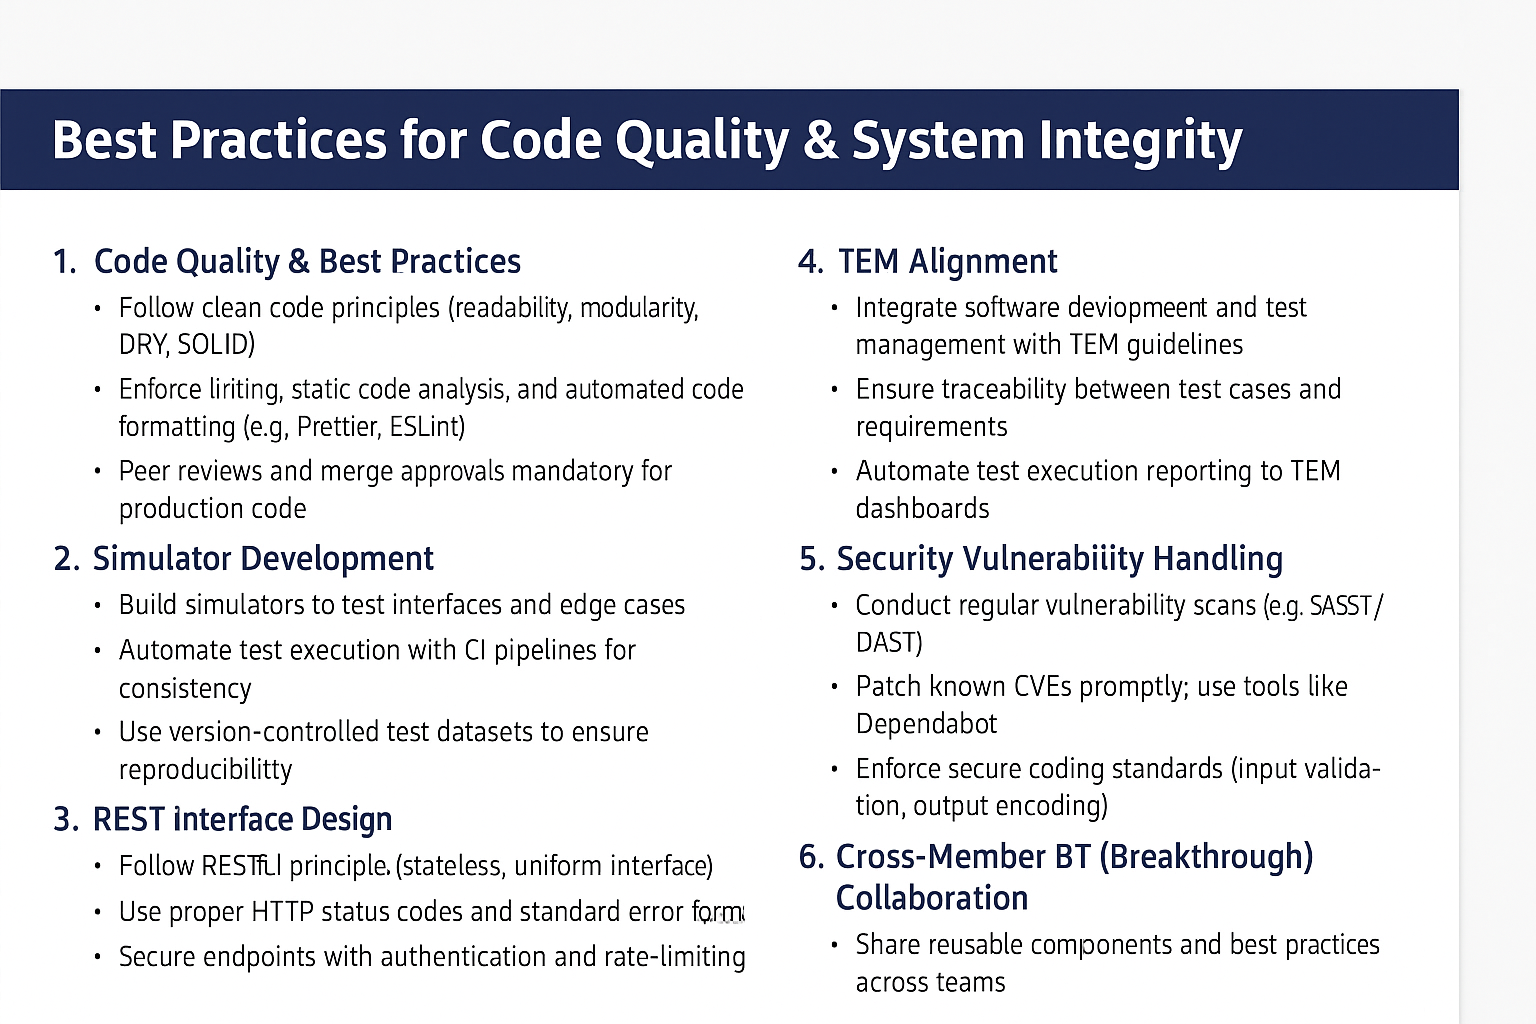 Best Practices for Code Quality & System Integrity
1. Code Quality & Best Practices
• Follow clean code principles (readability, modularity,
DRY, SOLID)
• Enforce liriting, static code analysis, and automated code
formatting (e.g, Prettier, ESLint)
• Peer reviews and merge approvals mandatory for
production code
2. Simulator Development
• Build simulators to test interfaces and edge cases
• Automate test execution with CI pipelines for
consistency
• Use version-controlled test datasets to ensure
reproducibilitty
3. REST interface Design
• Follow principle. (stateless, uniform interface)
• Use proper HTTP status codes and standard error
• Secure endpoints with authentication and rate-limiting
4. TEM Alignment
• Integrate software deviopmeent and test
management with TEM guidelines
• Ensure traceability between test cases and
requirements
• Automate test execution reporting to TEM
dashboards
5. Security Vulnerabiiity Handling
• Conduct regular vulnerability scans (e.g. SASST/
DAST)
• Patch known CVEs promptly; use tools like
Dependabot
• Enforce secure coding standards (input valida-
tion, output encoding)
6. Cross-Member BT (Breakthrough)
Collaboration
• Share reusable components and best practices
across teams